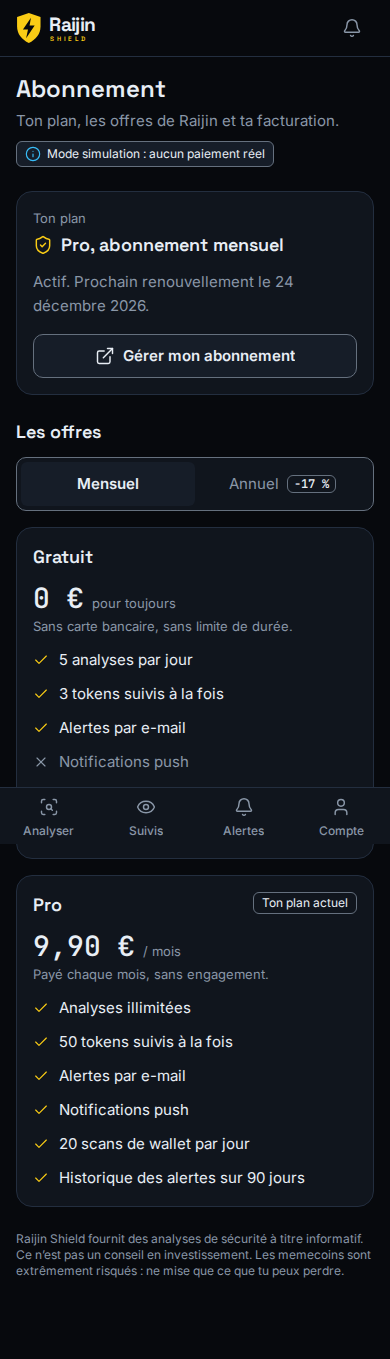 Raijin
SHIELD
Abonnement
Ton plan, les offres de Raijin et ta facturation.
Mode simulation : aucun paiement réel
Ton plan
Pro, abonnement mensuel
Actif. Prochain renouvellement le 24
décembre 2026.
Gérer mon abonnement
Les offres
Mensuel
Annuel -17 %
Gratuit
0 € pour toujours
Sans carte bancaire, sans limite de durée.
5 analyses par jour
3 tokens suivis à la fois
Alertes par e-mail
Notifications push
Analyser
Suivis
Alertes
Compte
Pro
Ton plan actuel
9,90 € / mois
Payé chaque mois, sans engagement.
Analyses illimitées
50 tokens suivis à la fois
Alertes par e-mail
Notifications push
20 scans de wallet par jour
Historique des alertes sur 90 jours
Raijin Shield fournit des analyses de sécurité à titre informatif.
Ce n'est pas un conseil en investissement. Les memecoins sont
extrêmement risqués : ne mise que ce que tu peux perdre.